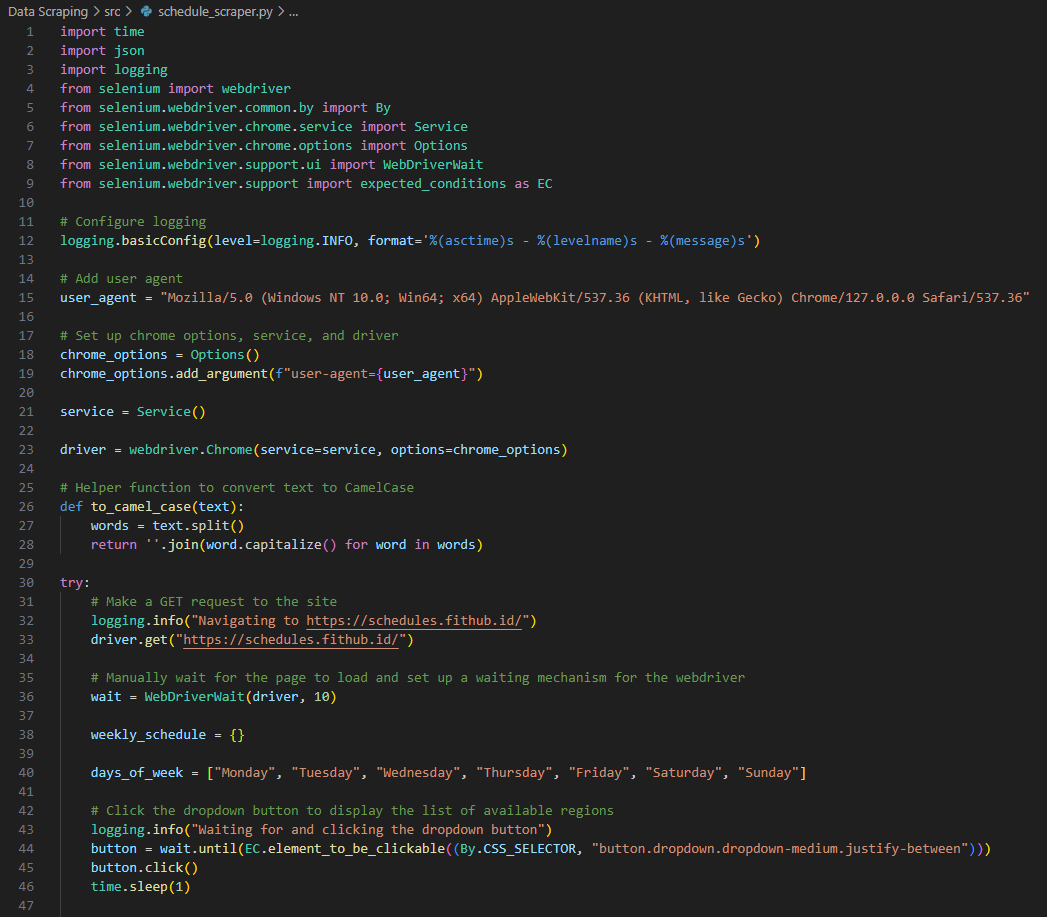 Data Scraping > src > schedule_scraper.py > ...
1 import time
2 import json
3 import logging
4 from selenium import webdriver
5 from selenium.webdriver.common.by import By
6 from selenium.webdriver.chrome.service import Service
7 from selenium.webdriver.chrome.options import Options
8 from selenium.webdriver.support.ui import WebDriverWait
9 from selenium.webdriver.support import expected_conditions as EC
10
11 # Configure logging
12 logging.basicConfig(level=logging.INFO, format='%(asctime)s - %(levelname)s - %(message)s')
13
14 # Add user agent
15 user_agent = "Mozilla/5.0 (Windows NT 10.0; Win64; x64) AppleWebKit/537.36 (KHTML, like Gecko) Chrome/127.0.0.0 Safari/537.36"
16
17 # Set up chrome options, service, and driver
18 chrome_options = Options()
19 chrome_options.add_argument(f"user-agent={user_agent}")
20
21 service = Service()
22
23 driver = webdriver.Chrome(service=service, options=chrome_options)
24
25 # Helper function to convert text to CamelCase
26 def to_camel_case(text):
27     words = text.split()
28     return ''.join(word.capitalize() for word in words)
29
30 try:
31     # Make a GET request to the site
32     logging.info("Navigating to https://schedules.fithub.id/")
33     driver.get("https://schedules.fithub.id/")
34
35     # Manually wait for the page to load and set up a waiting mechanism for the webdriver
36     wait = WebDriverWait(driver, 10)
37
38     weekly_schedule = {}
39
40     days_of_week = ["Monday", "Tuesday", "Wednesday", "Thursday", "Friday", "Saturday", "Sunday"]
41
42     # Click the dropdown button to display the list of available regions
43     logging.info("Waiting for and clicking the dropdown button")
44     button = wait.until(EC.element_to_be_clickable((By.CSS_SELECTOR, "button.dropdown.dropdown-medium.justify-between")))
45     button.click()
46     time.sleep(1)
47